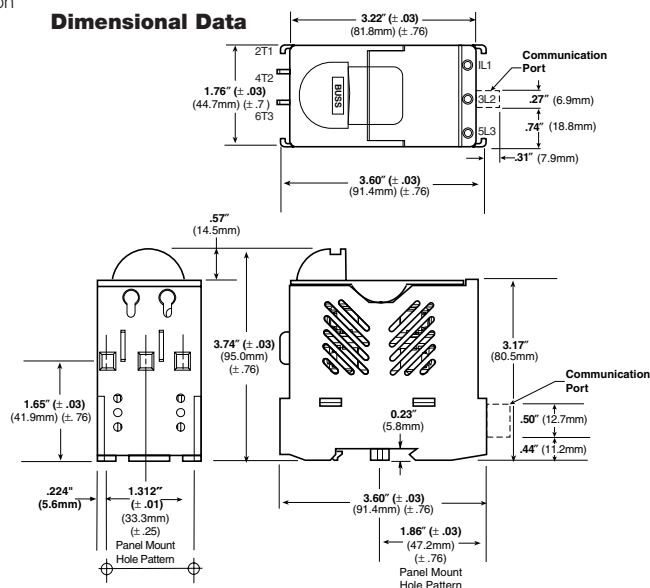 on
Dimensional Data
3.22″ (± .03)
(81.8mm) (± .76)
2T1
4T2
6T3
1.76″ (± .03)
(44.7mm) (± .7 )
BUSS
IL1
3L2
5L3
Communication
Port
.27″ (6.9mm)
.74″ (18.8mm)
.31″ (7.9mm)
3.60″ (± .03)
(91.4mm) (± .76)
.57″
(14.5mm)
3.74″ (± .03)
(95.0mm)
(± .76)
3.17″
(80.5mm)
Communication
Port
1.65″ (± .03)
(41.9mm) (± .76)
0.23″
(5.8mm)
.50″ (12.7mm)
.44″ (11.2mm)
.224"
(5.6mm)
1.312″
(± .01)
(33.3mm)
(± .25)
Panel Mount
Hole Pattern
3.60″ (± .03)
(91.4mm) (± .76)
1.86″ (± .03)
(47.2mm)
(± .76)
Panel Mount
Hole Pattern